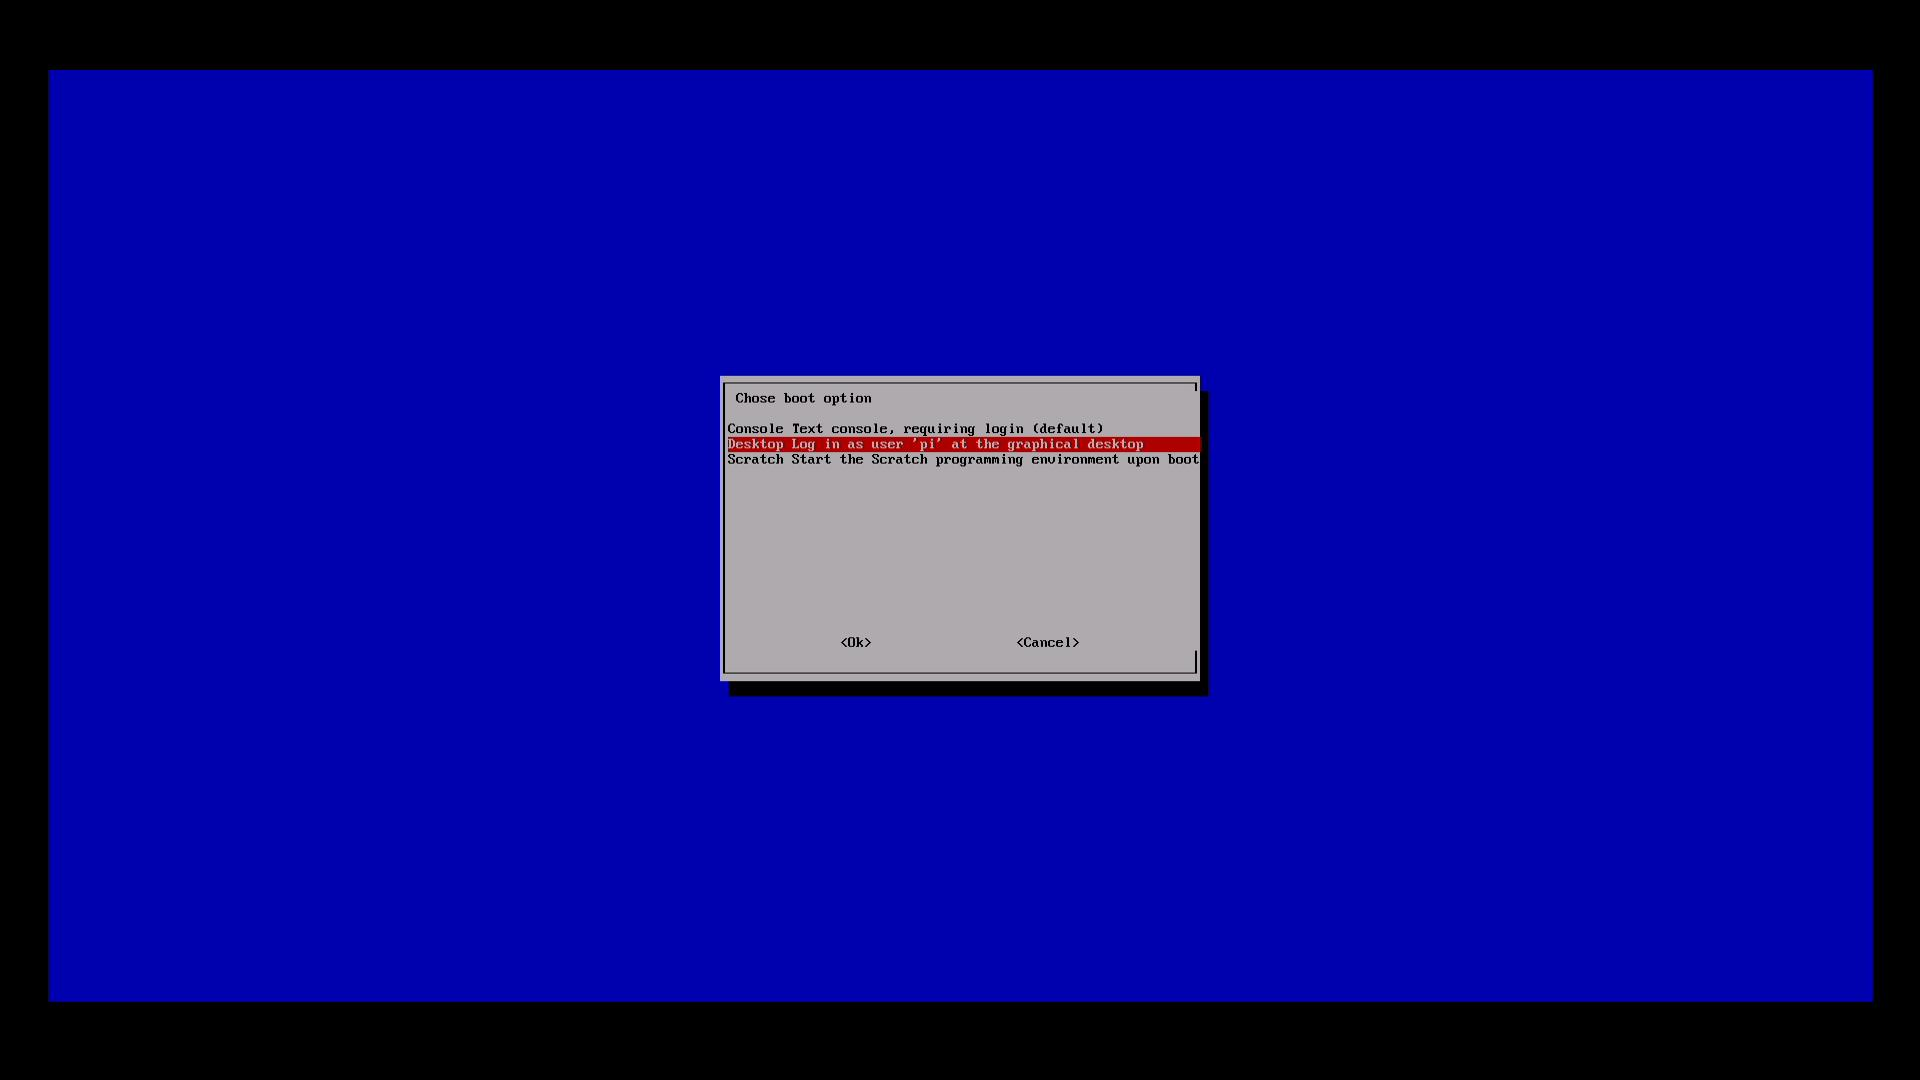 Chose boot option
Console Text console, requiring login (default)
Desktop Log in as user 'pi' at the graphical desktop
Scratch Start the Scratch programming environment upon boot
<Ok> <Cancel>